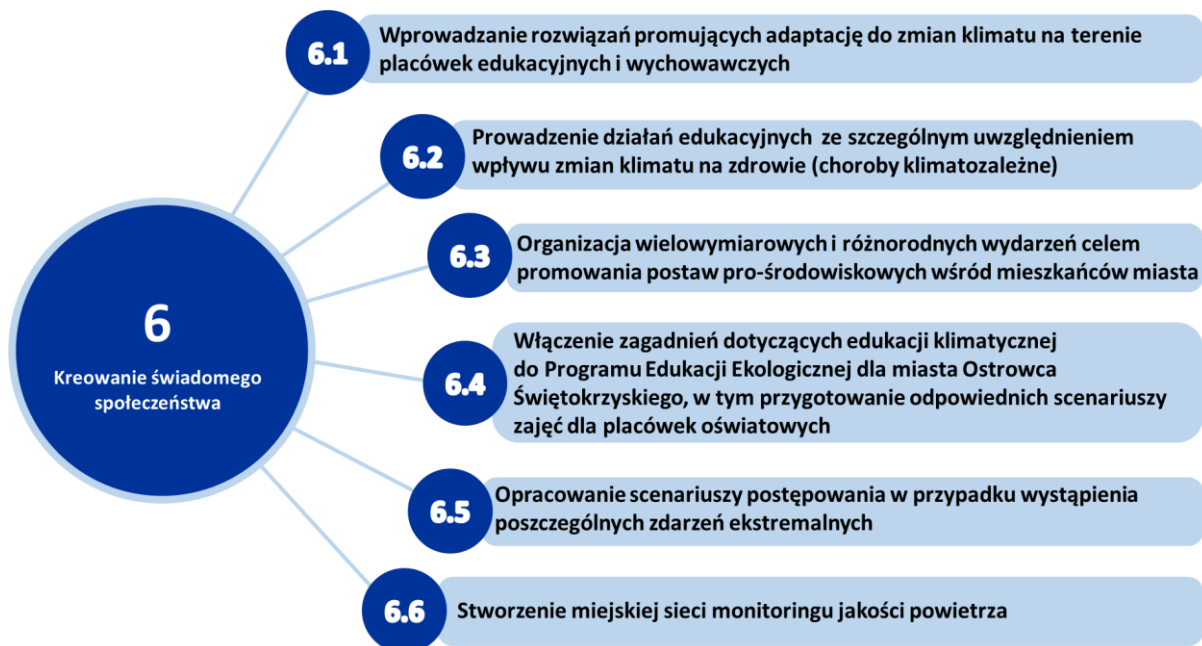 6.1
Wprowadzanie rozwiązań promujących adaptację do zmian klimatu na terenie
placówek edukacyjnych i wychowawczych
6.2
Prowadzenie działań edukacyjnych ze szczególnym uwzględnieniem
wpływu zmian klimatu na zdrowie (choroby klimatozależne)
6.3
Organizacja wielowymiarowych i różnorodnych wydarzeń celem
promowania postaw pro-środowiskowych wśród mieszkańców miasta
6
Kreowanie świadomego
społeczeństwa
6.4
Włączenie zagadnień dotyczących edukacji klimatycznej
do Programu Edukacji Ekologicznej dla miasta Ostrowca
Świętokrzyskiego, w tym przygotowanie odpowiednich scenariuszy
zajęć dla placówek oświatowych
6.5
Opracowanie scenariuszy postępowania w przypadku wystąpienia
poszczególnych zdarzeń ekstremalnych
6.6
Stworzenie miejskiej sieci monitoringu jakości powietrza